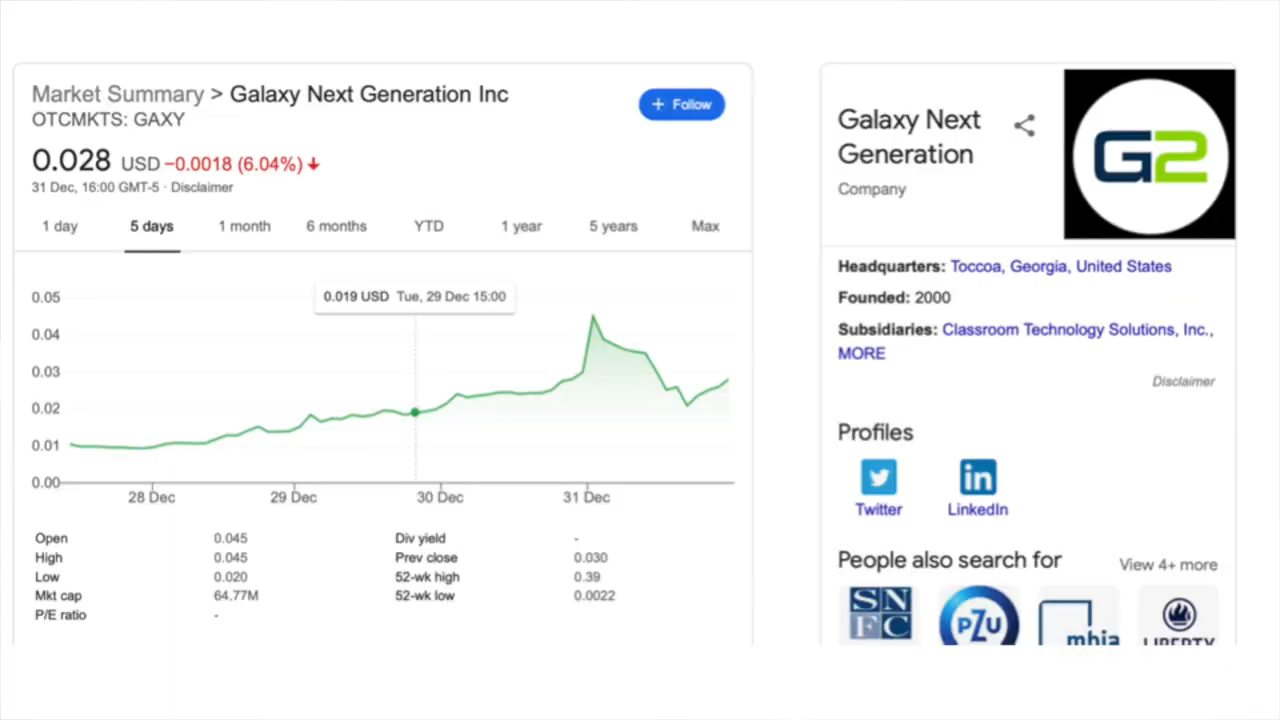 Market Summary > Galaxy Next Generation Inc
OTCMKTS: GAXY
+ Follow
0.028 USD −0.0018 (6.04%) ↓
31 Dec, 16:00 GMT-5 · Disclaimer
1 day 5 days 1 month 6 months YTD 1 year 5 years Max
0.019 USD Tue, 29 Dec 15:00
0.05
0.04
0.03
0.02
0.01
0.00
28 Dec 29 Dec 30 Dec 31 Dec
Open 0.045 Div yield -
High 0.045 Prev close 0.030
Low 0.020 52-wk high 0.39
Mkt cap 64.77M 52-wk low 0.0022
P/E ratio -
Galaxy Next
Generation
Company
G2
Headquarters: Toccoa, Georgia, United States
Founded: 2000
Subsidiaries: Classroom Technology Solutions, Inc.,
MORE
Disclaimer
Profiles
in
Twitter LinkedIn
People also search for View 4+ more
SN
FC
PZU
mbia
LIBERTY